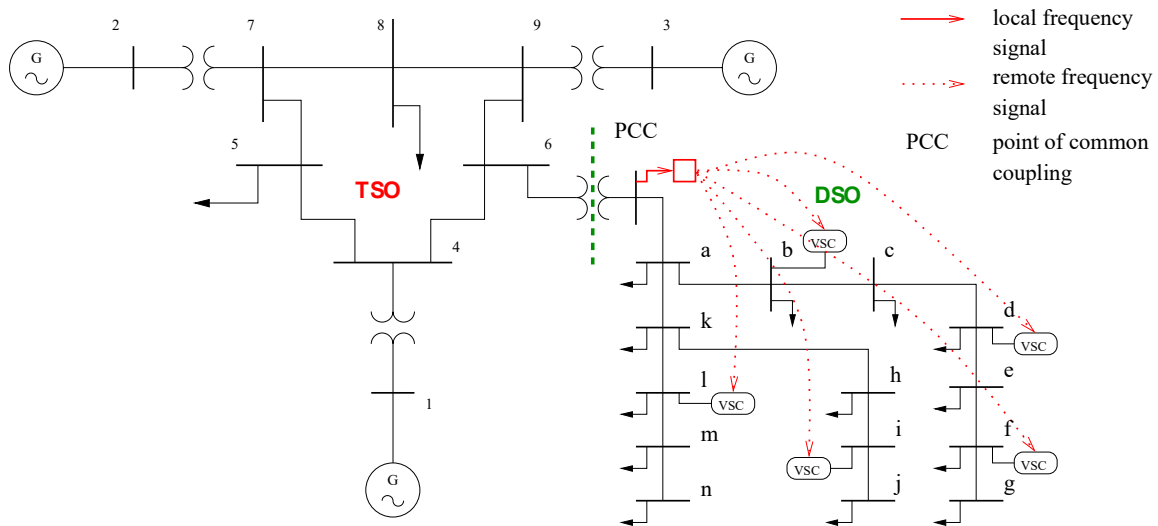 2
7
8
9
3
G
G
local frequency
signal
remote frequency
signal
PCC
point of common
coupling
PCC
5
6
TSO
DSO
4
VSC
a
b
c
d
VSC
k
e
l
VSC
h
1
m
i
f
VSC
VSC
G
n
j
g